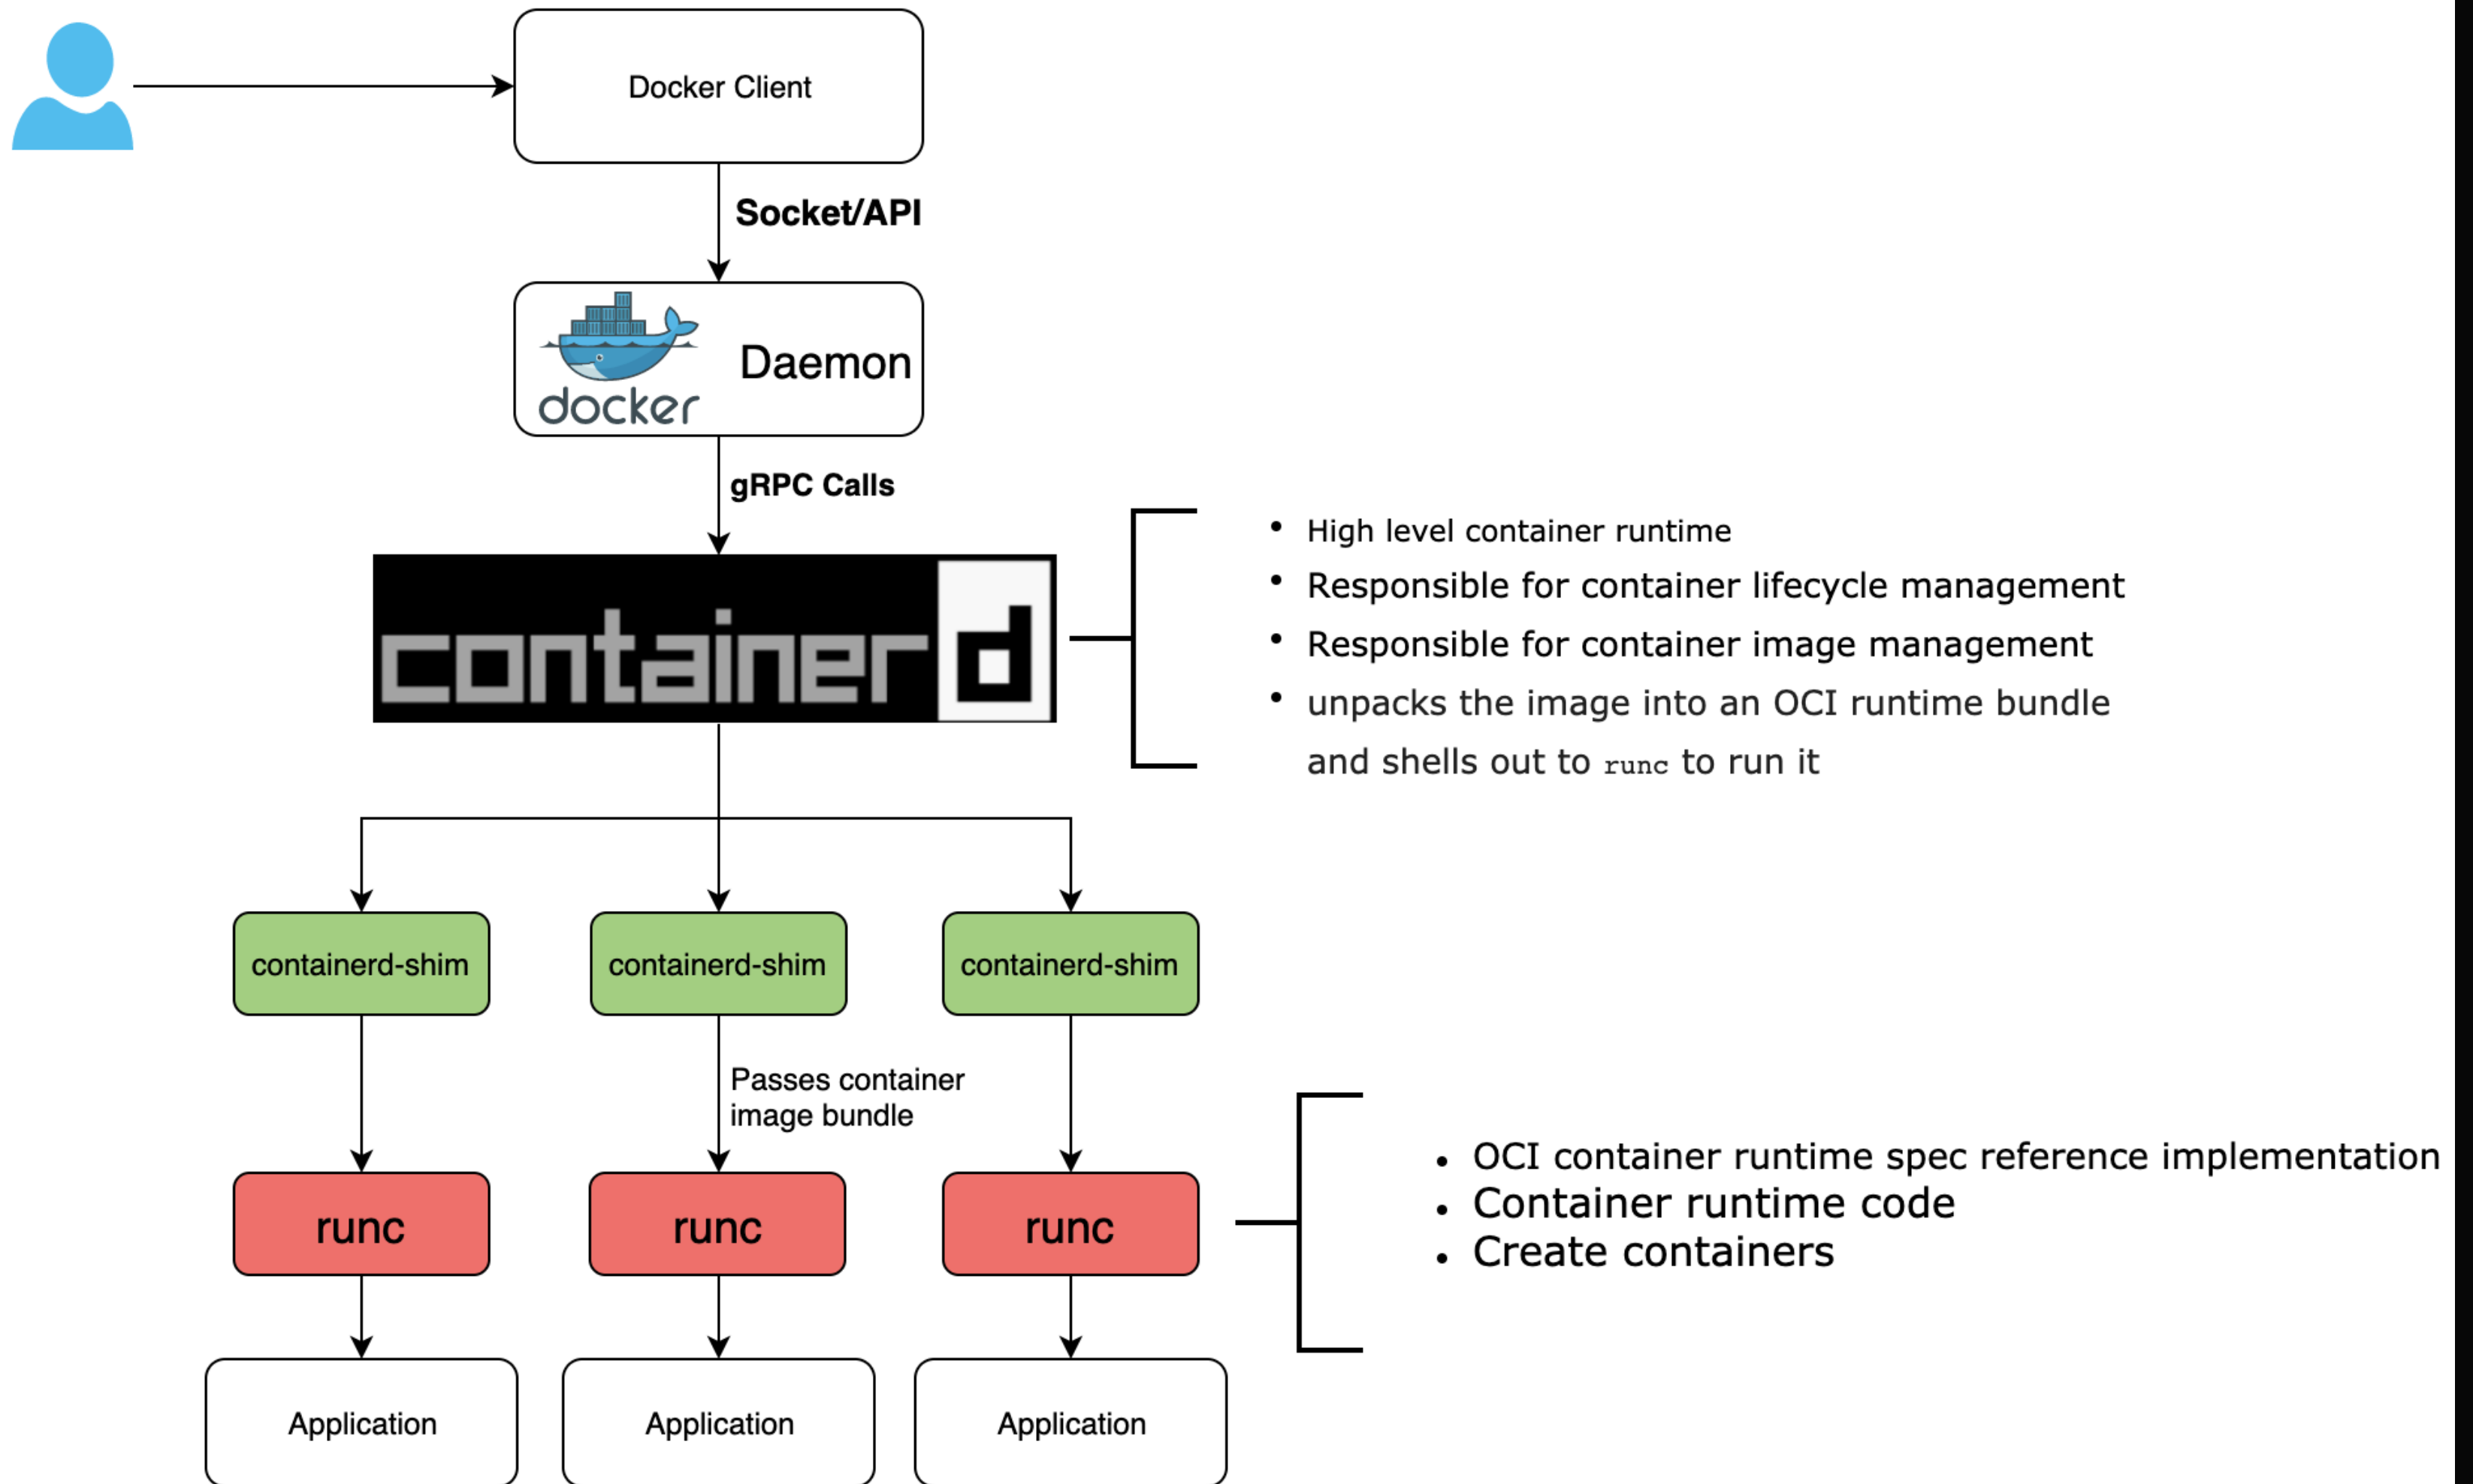 Docker Client
Socket/API
docker
Daemon
gRPC Calls
containerd
• High level container runtime
• Responsible for container lifecycle management
• Responsible for container image management
• unpacks the image into an OCI runtime bundle
and shells out to runc to run it
containerd-shim
containerd-shim
containerd-shim
Passes container
image bundle
runc
runc
runc
• OCI container runtime spec reference implementation
• Container runtime code
• Create containers
Application
Application
Application